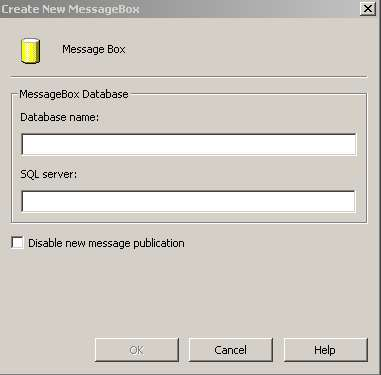 Create New MessageBox
Message Box
MessageBox Database
Database name:
SQL server:
Disable new message publication
OK Cancel Help